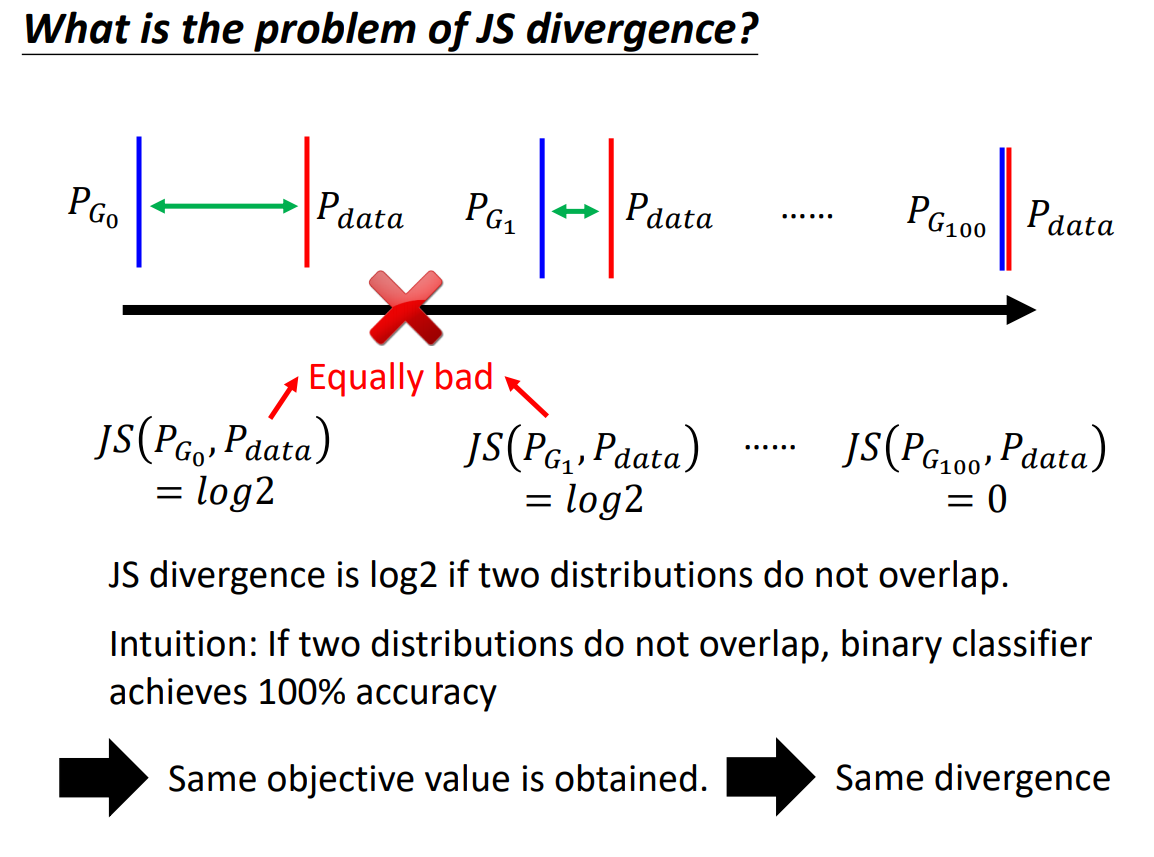 What is the problem of JS divergence?
P_{G_0} P_{data} P_{G_1} P_{data} …… P_{G_{100}} P_{data}
Equally bad
JS(P_{G_0}, P_{data}) JS(P_{G_1}, P_{data}) …… JS(P_{G_{100}}, P_{data})
= log2 = log2 = 0
JS divergence is log2 if two distributions do not overlap.
Intuition: If two distributions do not overlap, binary classifier
achieves 100% accuracy
Same objective value is obtained. Same divergence